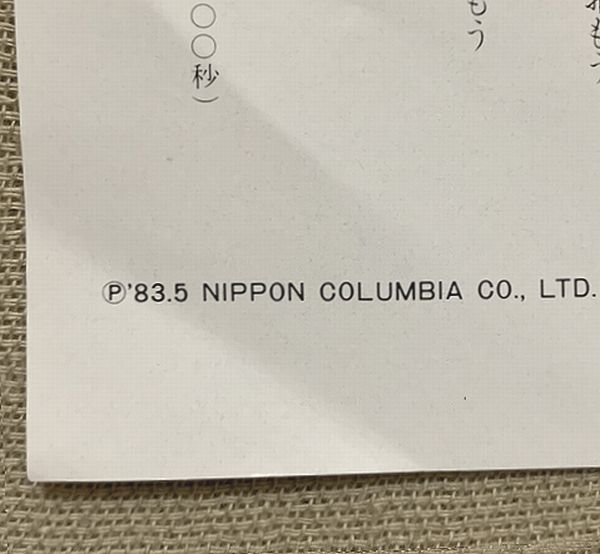 もう
〇〇秒）
Ⓟ'83.5 NIPPON COLUMBIA CO., LTD.